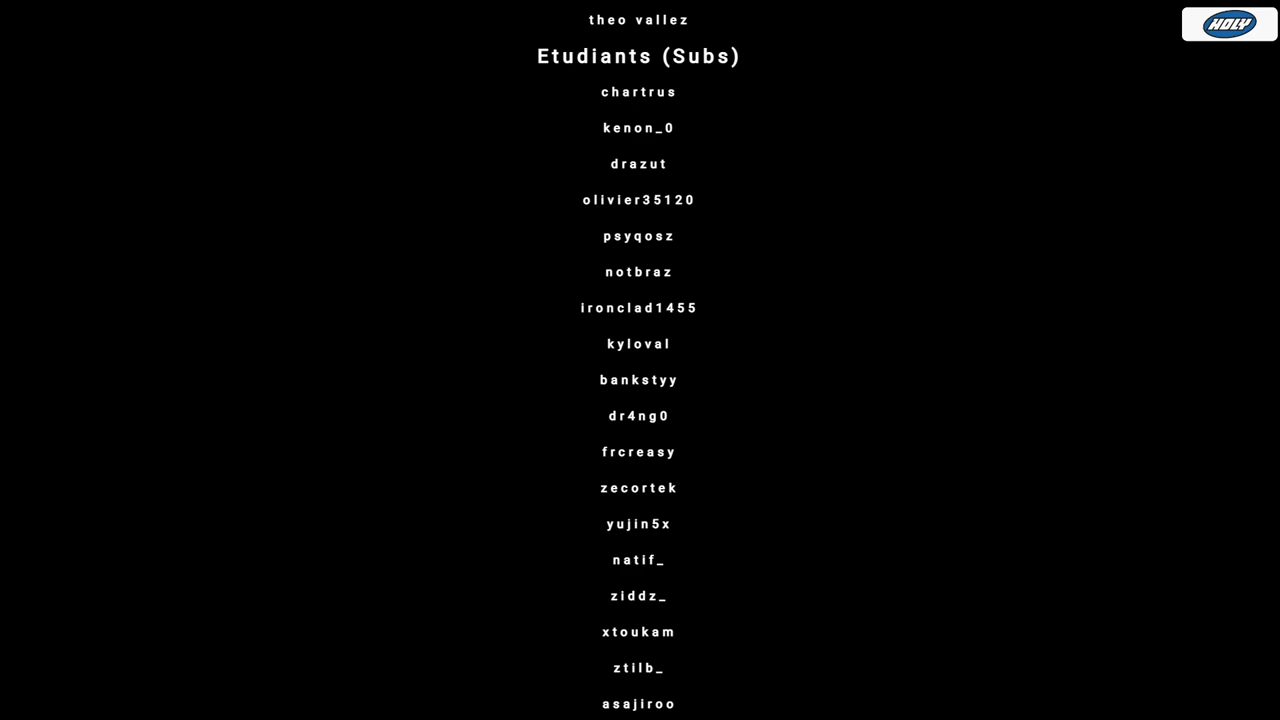 theo vallez
HOLY
Etudiants (Subs)
chartrus
kenon_0
drazut
olivier35120
psyqosz
notbraz
ironclad1455
kyloval
bankstyy
dr4ng0
frcreasy
zecortek
yujin5x
natif_
ziddz_
xtoukam
ztilb_
asajiroo